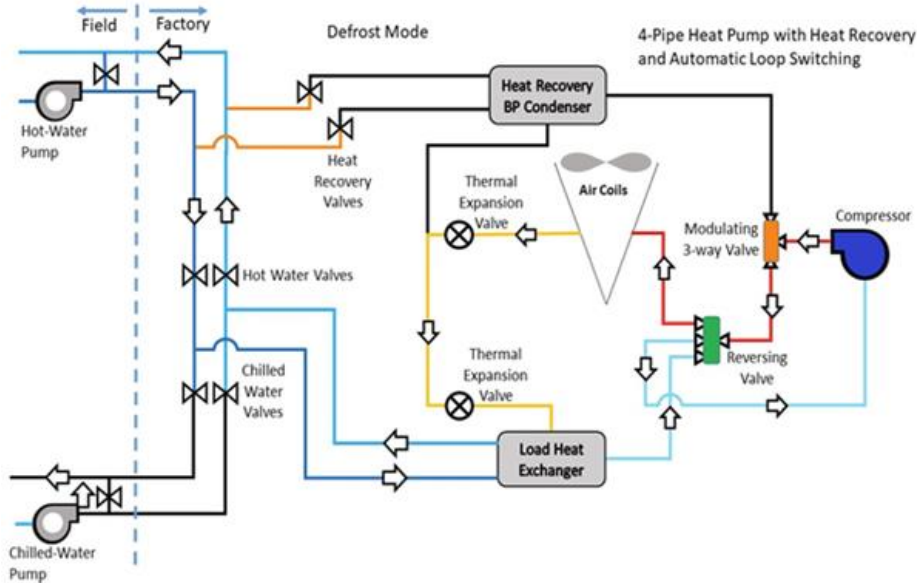 Field
Factory
Defrost Mode
4-Pipe Heat Pump with Heat Recovery
and Automatic Loop Switching
Hot-Water
Pump
Heat Recovery
BP Condenser
Heat
Recovery
Valves
Thermal
Expansion
Valve
Air Coils
Modulating
3-way Valve
Compressor
Hot Water Valves
Chilled
Water
Valves
Thermal
Expansion
Valve
Reversing
Valve
Load Heat
Exchanger
Chilled-Water
Pump